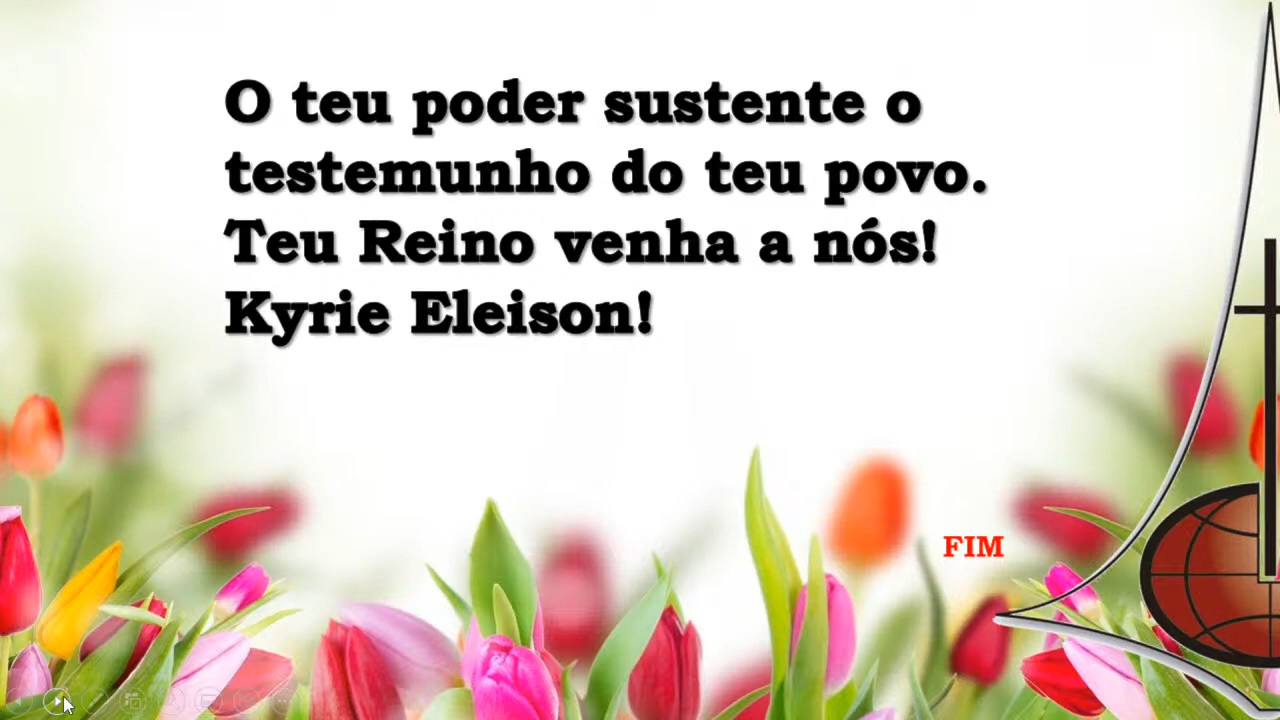 O teu poder sustente o
testemunho do teu povo.
Teu Reino venha a nós!
Kyrie Eleison!
FIM